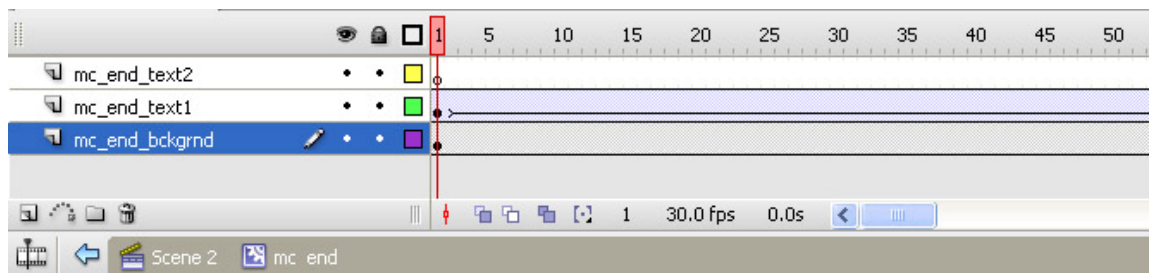 1 5 10 15 20 25 30 35 40 45 50
mc_end_text2
mc_end_text1
mc_end_bckgrnd
1 30.0 fps 0.0s
Scene 2 mc_end